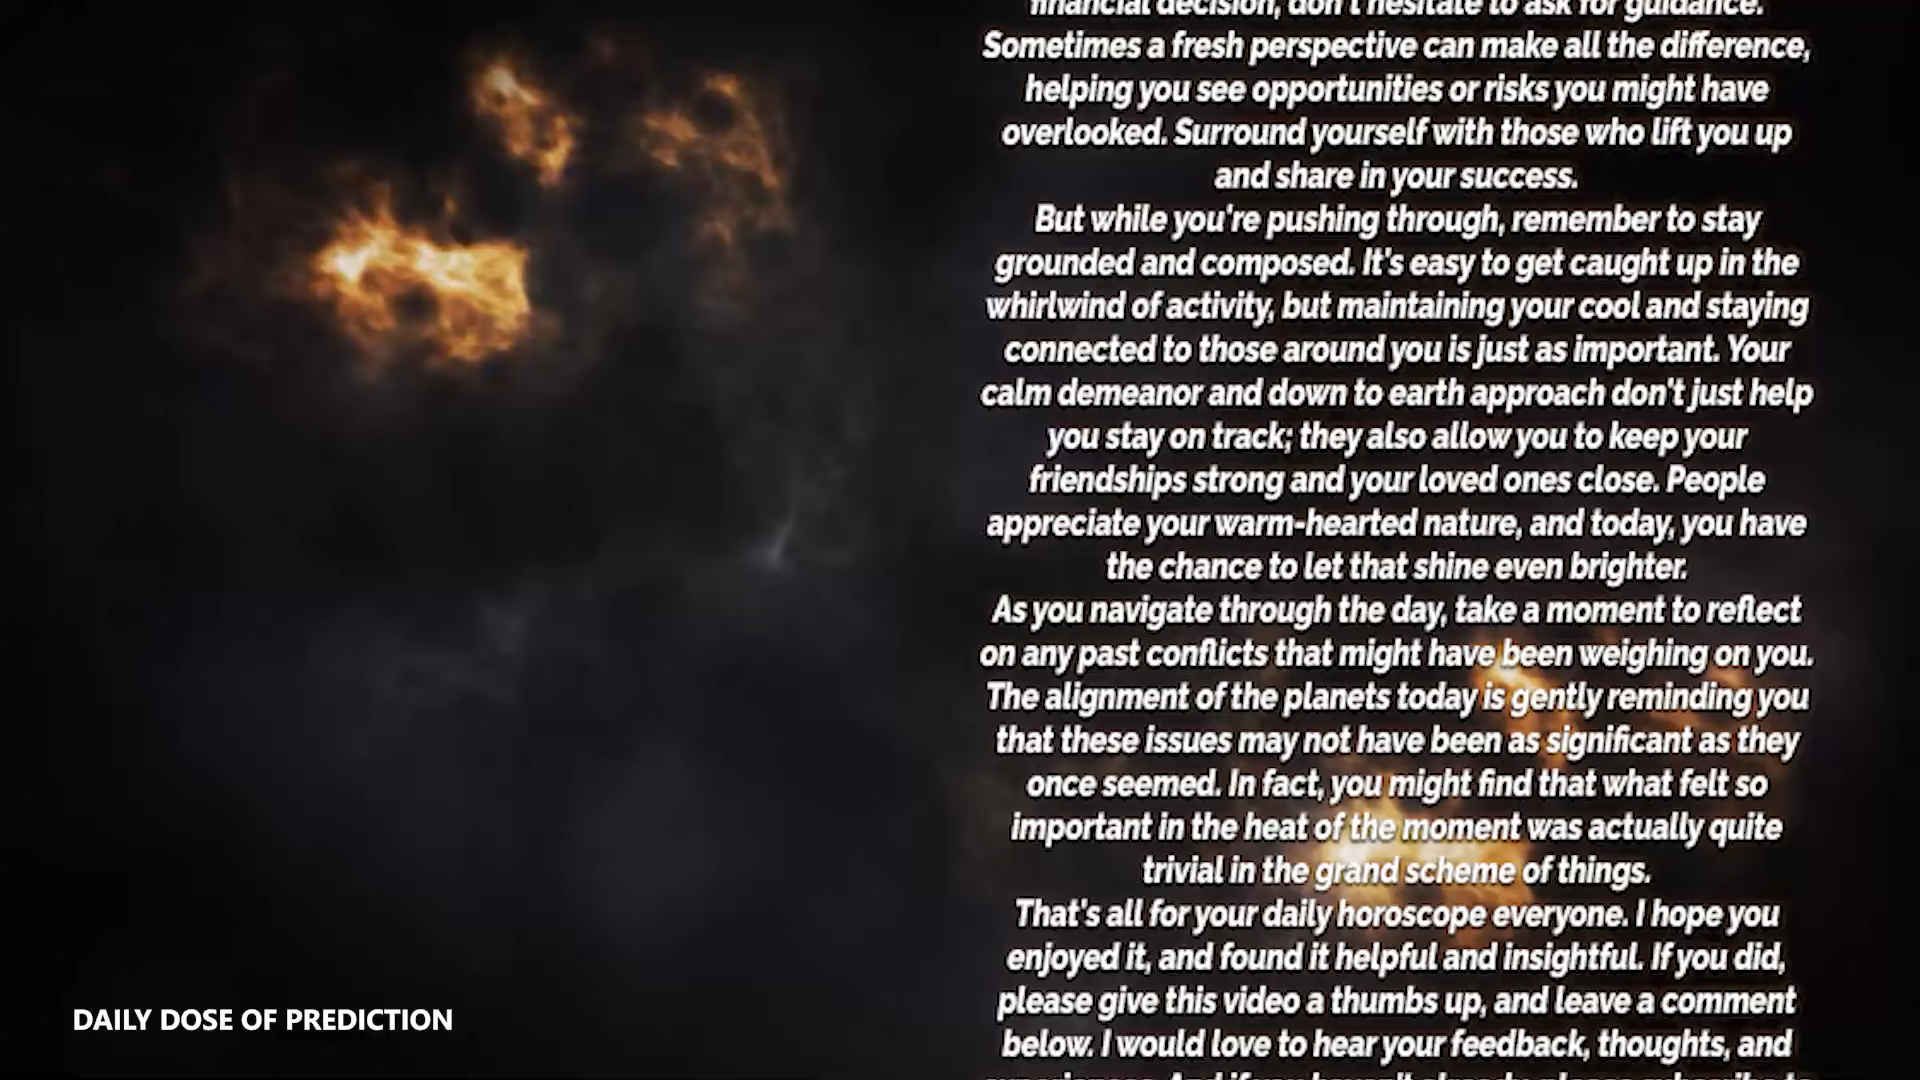 financial decision, don't hesitate to ask for guidance.
Sometimes a fresh perspective can make all the difference,
helping you see opportunities or risks you might have
overlooked. Surround yourself with those who lift you up
and share in your success.
But while you're pushing through, remember to stay
grounded and composed. It's easy to get caught up in the
whirlwind of activity, but maintaining your cool and staying
connected to those around you is just as important. Your
calm demeanor and down to earth approach don't just help
you stay on track; they also allow you to keep your
friendships strong and your loved ones close. People
appreciate your warm-hearted nature, and today, you have
the chance to let that shine even brighter.
As you navigate through the day, take a moment to reflect
on any past conflicts that might have been weighing on you.
The alignment of the planets today is gently reminding you
that these issues may not have been as significant as they
once seemed. In fact, you might find that what felt so
important in the heat of the moment was actually quite
trivial in the grand scheme of things.
That's all for your daily horoscope everyone. I hope you
enjoyed it, and found it helpful and insightful. If you did,
please give this video a thumbs up, and leave a comment
below. I would love to hear your feedback, thoughts, and
DAILY DOSE OF PREDICTION